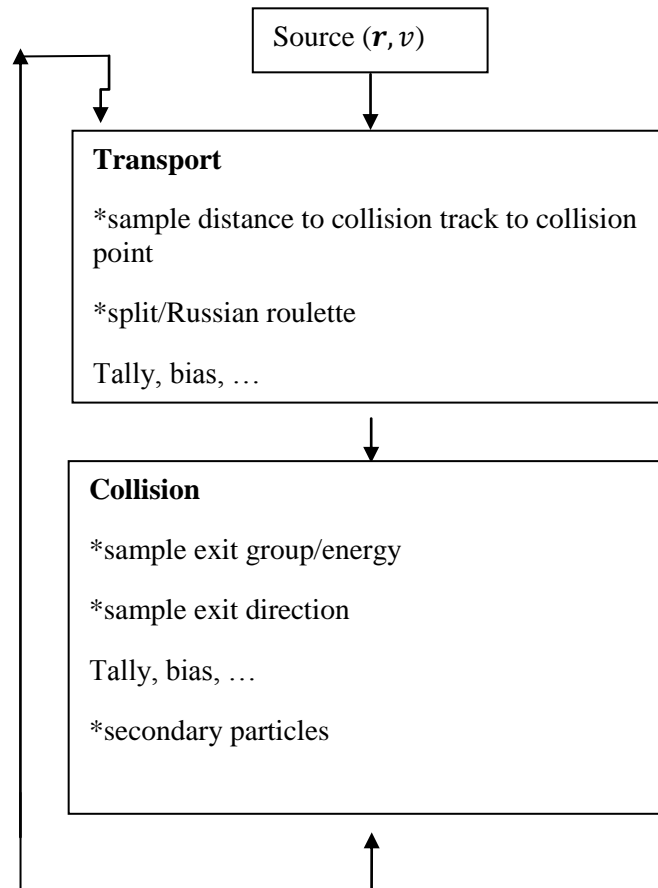 Source (r, v)
Transport
*sample distance to collision track to collision
point
*split/Russian roulette
Tally, bias, …
Collision
*sample exit group/energy
*sample exit direction
Tally, bias, …
*secondary particles